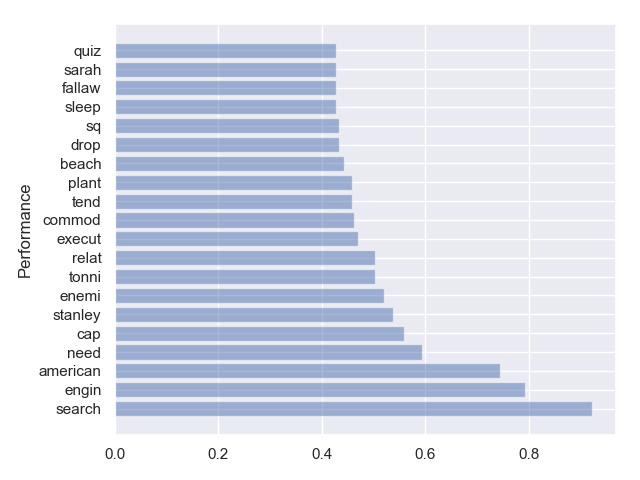 quiz
sarah
fallaw
sleep
sq
drop
beach
plant
tend
commod
execut
relat
tonni
enemi
stanley
cap
need
american
engin
search
Performance
0.0 0.2 0.4 0.6 0.8